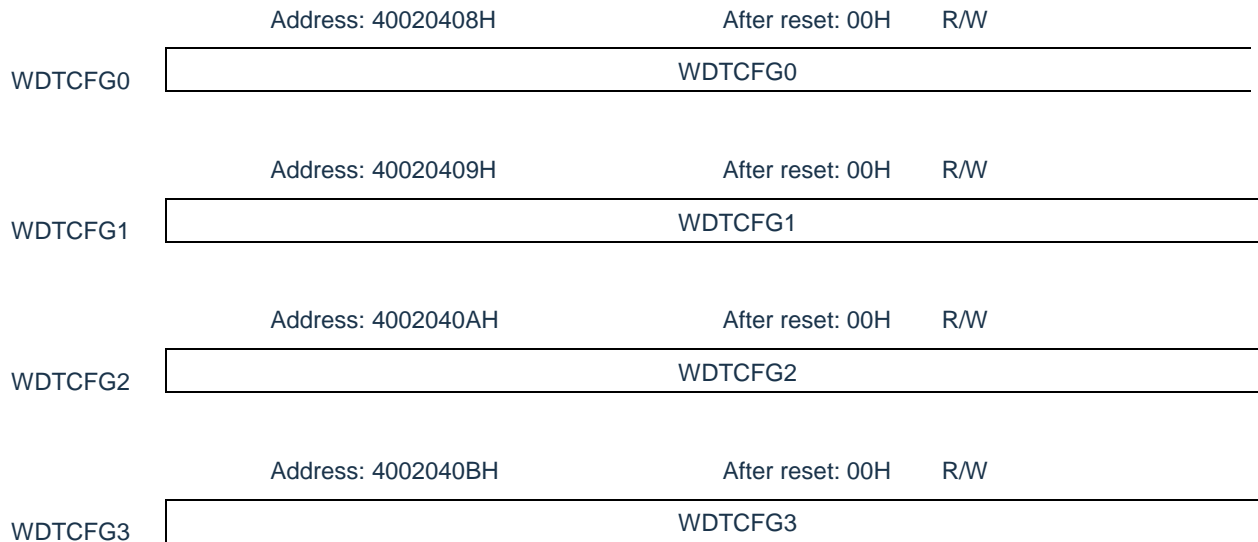 Address: 40020408H After reset: 00H R/W
WDTCFG0 WDTCFG0
Address: 40020409H After reset: 00H R/W
WDTCFG1 WDTCFG1
Address: 4002040AH After reset: 00H R/W
WDTCFG2 WDTCFG2
Address: 4002040BH After reset: 00H R/W
WDTCFG3 WDTCFG3